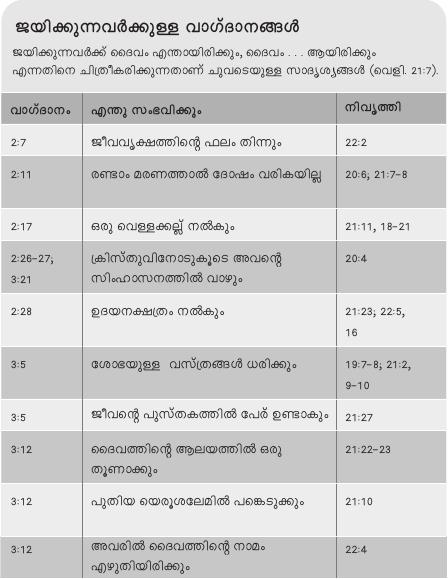 ജയിക്കുന്നവർക്കുള്ള വാഗ്ദാനങ്ങൾ
ജയിക്കുന്നവർക്ക് ദൈവം എന്തായിരിക്കും, ദൈവം . . . ആയിരിക്കും
എന്നതിനെ ചിത്രീകരിക്കുന്നതാണ് ചുവടെയുള്ള സാദൃശ്യങ്ങൾ (വെളി. 21:7).
വാഗ്ദാനം എന്തു സംഭവിക്കും നിവൃത്തി
2:7 ജീവവൃക്ഷത്തിന്റെ ഫലം തിന്നും 22:2
2:11 രണ്ടാം മരണത്താൽ ദോഷം വരികയില്ല 20:6; 21:7–8
2:17 ഒരു വെള്ളക്കല്ല് നൽകും 21:11, 18–21
2:26–27; ക്രിസ്തുവിനോടുകൂടെ അവന്റെ 20:4
3:21 സിംഹാസനത്തിൽ വാഴും
2:28 ഉദയനക്ഷത്രം നൽകും 21:23; 22:5,
16
3:5 ശോഭയുള്ള വസ്ത്രങ്ങൾ ധരിക്കും 19:7–8; 21:2,
9–10
3:5 ജീവന്റെ പുസ്തകത്തിൽ പേര് ഉണ്ടാകും 21:27
3:12 ദൈവത്തിന്റെ ആലയത്തിൽ ഒരു 21:22–23
തൂണാക്കും
3:12 പുതിയ യെരൂശലേമിൽ പങ്കെടുക്കും 21:10
3:12 അവരിൽ ദൈവത്തിന്റെ നാമം 22:4
എഴുതിയിരിക്കും